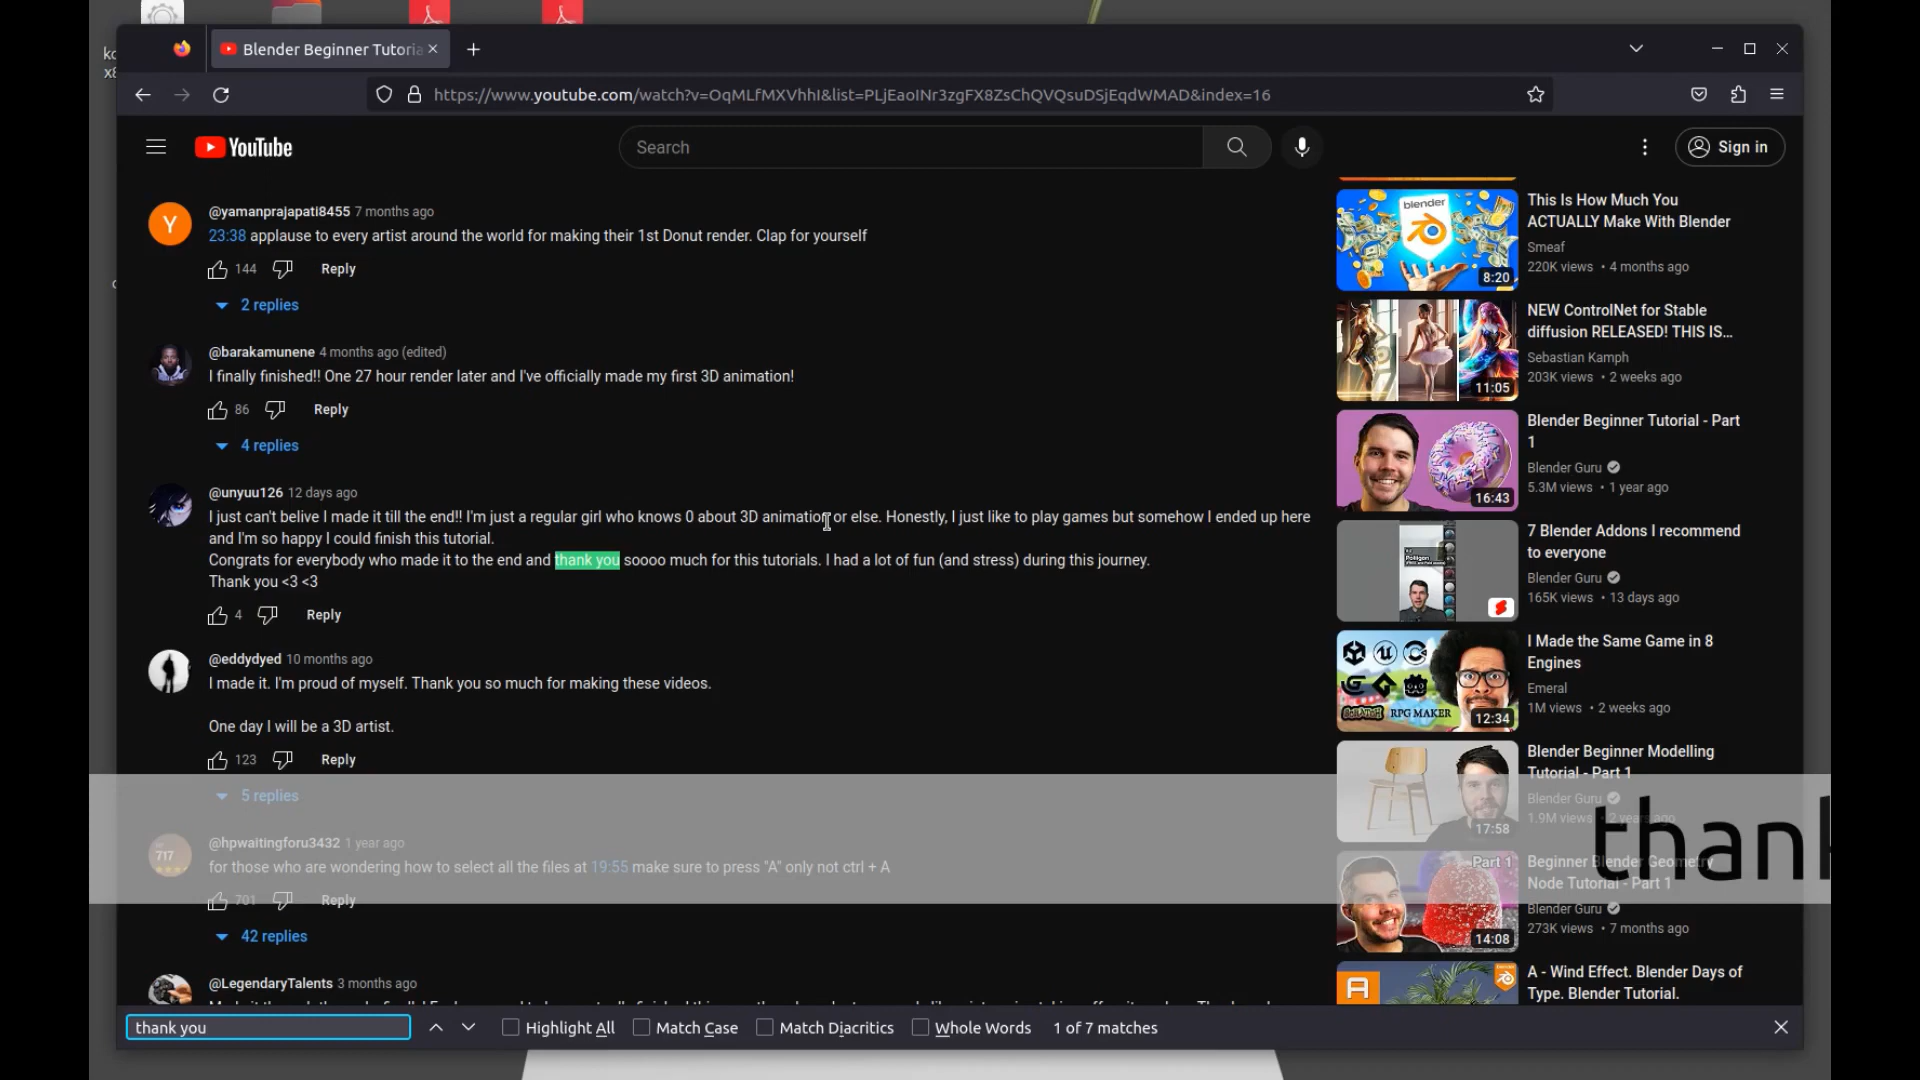 Blender Beginner Tutoria
https://www.youtube.com/watch?v=OqMLfMXVhhI&list=PLjEaoINr3zgFX8ZsChQVQsuDSjEqdWMAD&index=16
YouTube
Search
Sign in
@yamanprajapati8455 7 months ago
23:38 applause to every artist around the world for making their 1st Donut render. Clap for yourself
144 Reply
2 replies
@barakamunene 4 months ago (edited)
I finally finished!! One 27 hour render later and I've officially made my first 3D animation!
86 Reply
4 replies
@unyuu126 12 days ago
I just can't belive I made it till the end!! I'm just a regular girl who knows 0 about 3D animation or else. Honestly, I just like to play games but somehow I ended up here
and I'm so happy I could finish this tutorial.
Congrats for everybody who made it to the end and thank you soooo much for this tutorials. I had a lot of fun (and stress) during this journey.
Thank you <3 <3
4 Reply
@eddydyed 10 months ago
I made it. I'm proud of myself. Thank you so much for making these videos.
One day I will be a 3D artist.
123 Reply
5 replies
@hpwaitingforu3432 1 year ago
717
for those who are wondering how to select all the files at 19:55 make sure to press "A" only not ctrl + A
701 Reply
42 replies
@LegendaryTalents 3 months ago
This Is How Much You
ACTUALLY Make With Blender
Smeaf
220K views • 4 months ago
blender
8:20
NEW ControlNet for Stable
diffusion RELEASED! THIS IS...
Sebastian Kamph
203K views • 2 weeks ago
11:05
Blender Beginner Tutorial - Part
1
Blender Guru
5.3M views • 1 year ago
16:43
7 Blender Addons I recommend
to everyone
Blender Guru
165K views • 13 days ago
I Made the Same Game in 8
Engines
Emeral
1M views • 2 weeks ago
SCRATCH RPG MAKER
12:34
Blender Beginner Modelling
Tutorial - Part 1
Blender Guru
1.9M views • 2 years ago
17:58
thank
Beginner Blender Geometry
Node Tutorial - Part 1
Blender Guru
273K views • 7 months ago
Part 1
14:08
A - Wind Effect. Blender Days of
Type. Blender Tutorial.
A
thank you
Highlight All
Match Case
Match Diacritics
Whole Words
1 of 7 matches